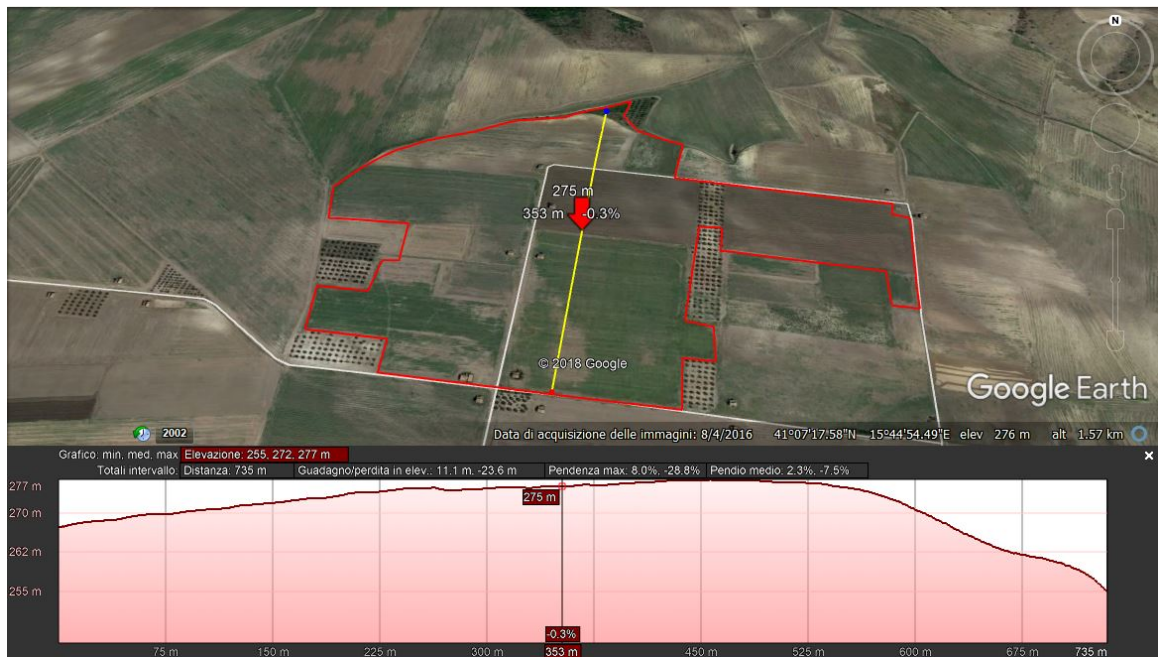 N
275 m
353 m -0.3%
© 2018 Google
Google Earth
2002
Data di acquisizione delle immagini: 8/4/2016 41°07'17.58"N 15°44'54.49"E elev 276 m alt 1.57 km
Grafico: min, med, max Elevazione: 255, 272, 277 m
Totali intervallo: Distanza: 735 m Guadagno/perdita in elev.: 11.1 m, -23.6 m Pendenza max: 8.0%, -28.8% Pendio medio: 2.3%, -7.5%
277 m
275 m
270 m
262 m
255 m
-0.3%
75 m 150 m 225 m 300 m 353 m 450 m 525 m 600 m 675 m 735 m